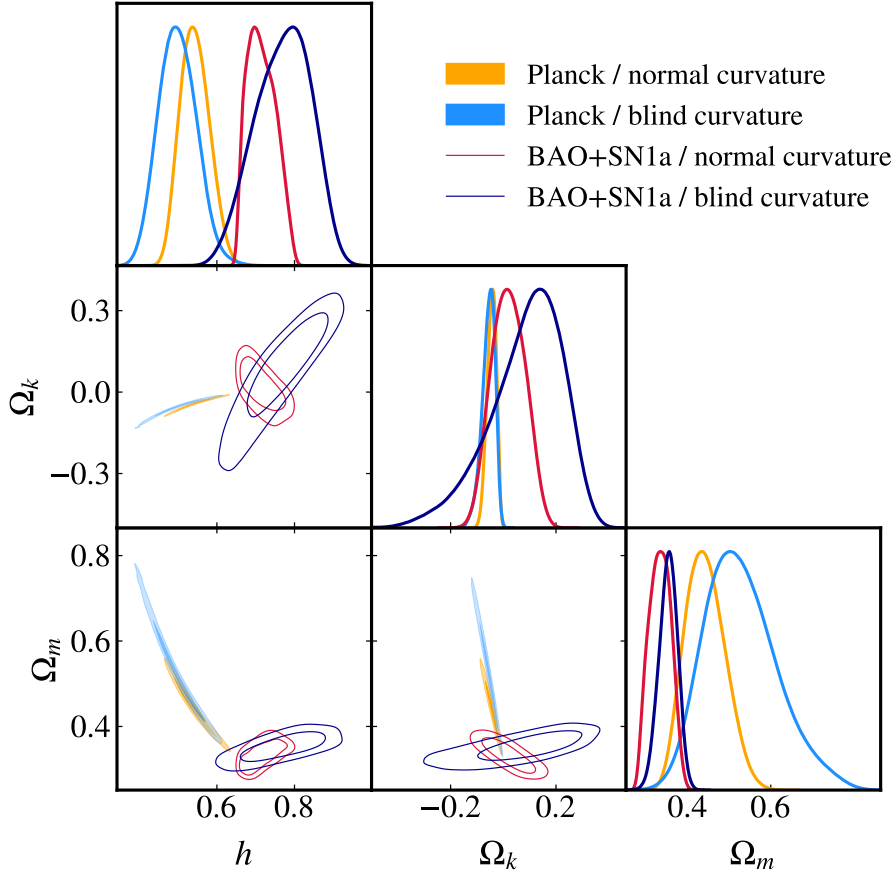 Planck / normal curvature
Planck / blind curvature
BAO+SN1a / normal curvature
BAO+SN1a / blind curvature
0.3
0.0
−0.3
Ωk
0.8
0.6
0.4
Ωm
0.6 0.8
−0.2 0.2
0.4 0.6
h
Ωk
Ωm